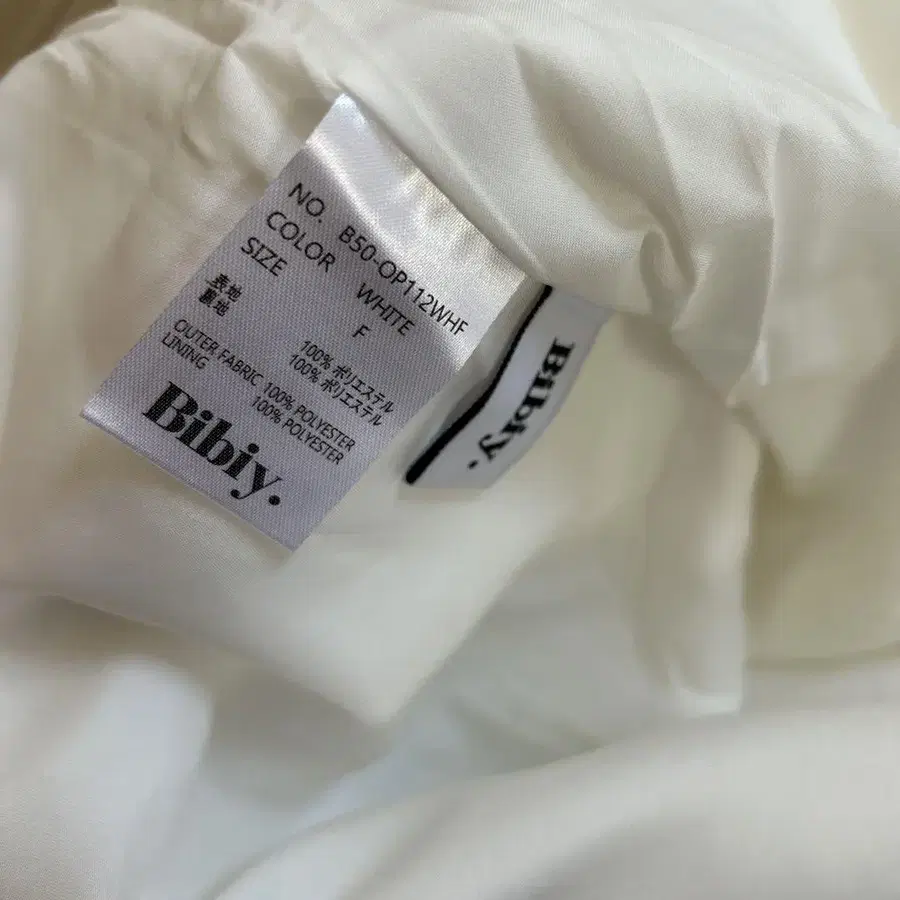 NO. B50-OP112WHF
COLOR WHITE
SIZE F
表地 100% ポリエステル
裏地 100% ポリエステル
OUTER FABRIC 100% POLYESTER
LINING 100% POLYESTER
Bibiy.
Bibiy.